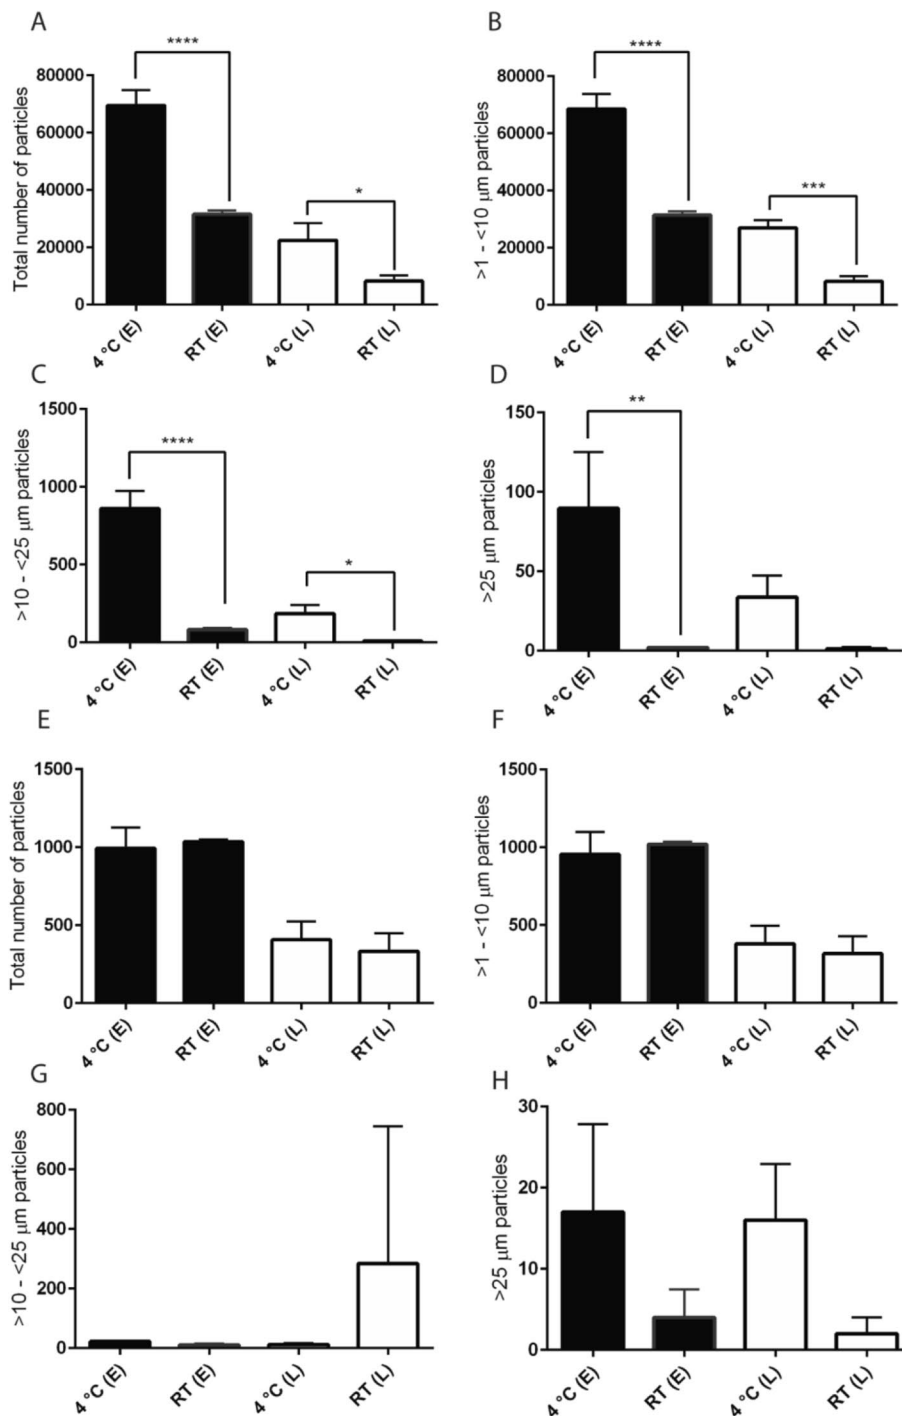 A
****
*
80000
60000
40000
20000
0
Total number of particles
4 °C (E)
RT (E)
4 °C (L)
RT (L)
B
****
***
80000
60000
40000
20000
0
>1 - <10 μm particles
4 °C (E)
RT (E)
4 °C (L)
RT (L)
C
****
*
1500
1000
500
0
>10 - <25 μm particles
4 °C (E)
RT (E)
4 °C (L)
RT (L)
D
**
150
100
50
0
>25 μm particles
4 °C (E)
RT (E)
4 °C (L)
RT (L)
E
1500
1000
500
0
Total number of particles
4 °C (E)
RT (E)
4 °C (L)
RT (L)
F
1500
1000
500
0
>1 - <10 μm particles
4 °C (E)
RT (E)
4 °C (L)
RT (L)
G
800
600
400
200
0
>10 - <25 μm particles
4 °C (E)
RT (E)
4 °C (L)
RT (L)
H
30
20
10
0
>25 μm particles
4 °C (E)
RT (E)
4 °C (L)
RT (L)